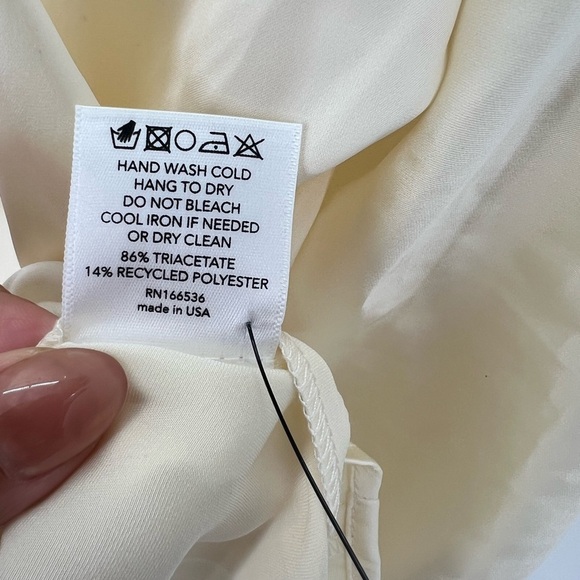 HAND WASH COLD
HANG TO DRY
DO NOT BLEACH
COOL IRON IF NEEDED
OR DRY CLEAN
86% TRIACETATE
14% RECYCLED POLYESTER
RN166536
made in USA